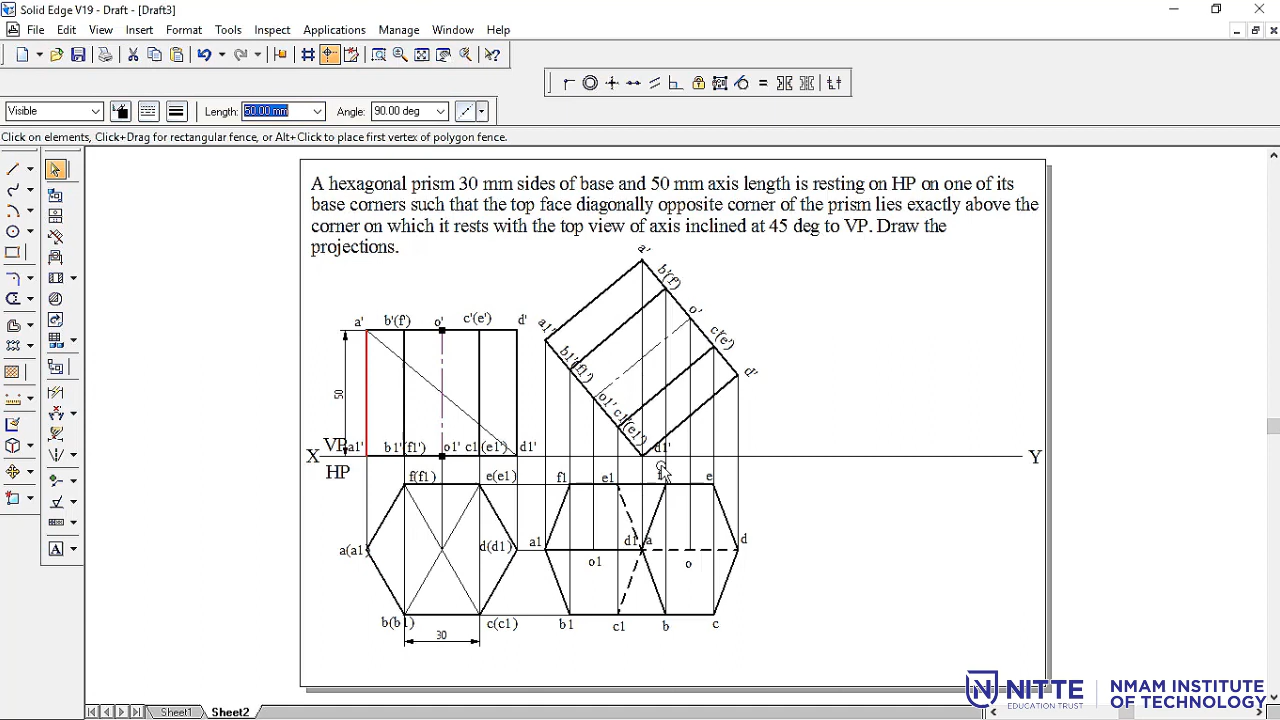 Solid Edge V19 - Draft - [Draft3]
File Edit View Insert Format Tools Inspect Applications Manage Window Help
Visible Length: 50.00 mm Angle: 90.00 deg
Click on elements, Click+Drag for rectangular fence, or Alt+Click to place first vertex of polygon fence.
A hexagonal prism 30 mm sides of base and 50 mm axis length is resting on HP on one of its
base corners such that the top face diagonally opposite corner of the prism lies exactly above the
corner on which it rests with the top view of axis inclined at 45 deg to VP. Draw the
projections.
a'
b'(f')
o'
c'(e')
d'
a' b'(f') o' c'(e') d'
a1'
b1'(f1')
o1'
c1'(e1')
d1'
50
X VP a1' b1'(f1') o1' c1'(e1') d1' Y
HP
f(f1) e(e1) f1 e1 f e
a(a1) d(d1) a1 d1 a d
o1 o
b(b1) c(c1) b1 c1 b c
30
NITTE
EDUCATION TRUST
NMAM INSTITUTE
OF TECHNOLOGY
Sheet1 Sheet2